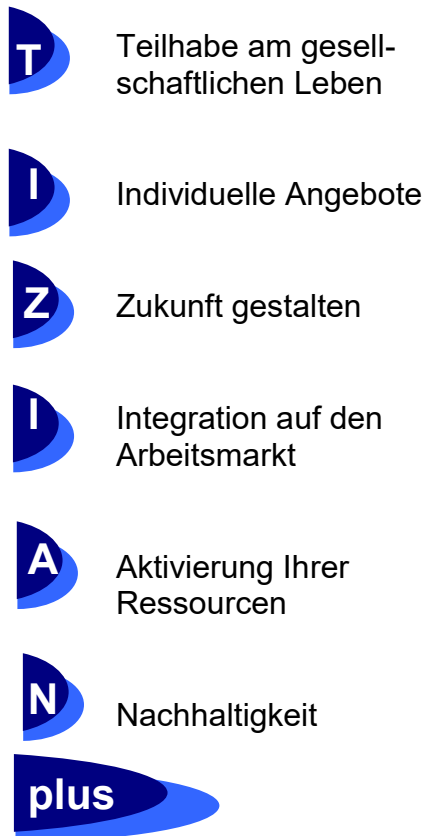 T
Teilhabe am gesell-
schaftlichen Leben
I
Individuelle Angebote
Z
Zukunft gestalten
I
Integration auf den
Arbeitsmarkt
A
Aktivierung Ihrer
Ressourcen
N
Nachhaltigkeit
plus